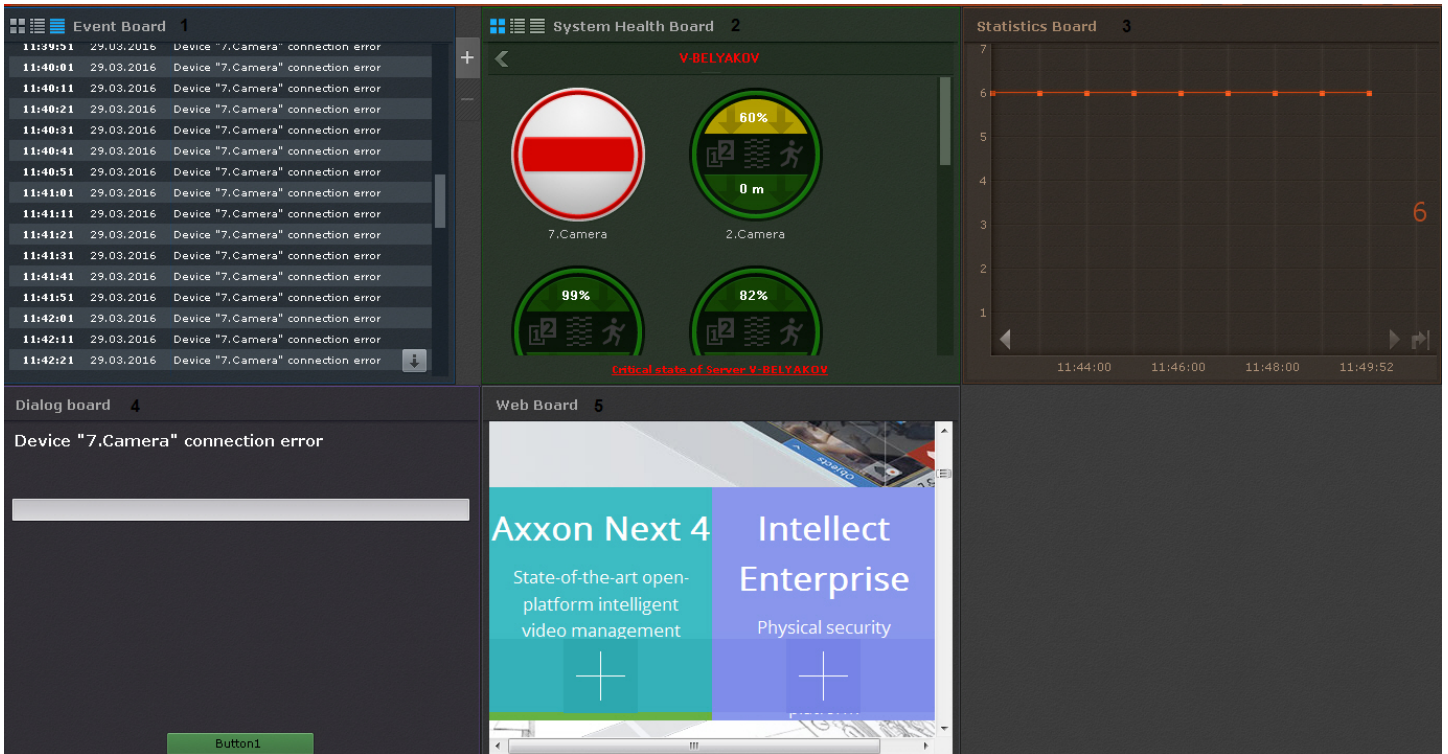 Event Board 1
11:39:51 29.03.2016 Device "7.Camera" connection error
11:40:01 29.03.2016 Device "7.Camera" connection error
11:40:11 29.03.2016 Device "7.Camera" connection error
11:40:21 29.03.2016 Device "7.Camera" connection error
11:40:31 29.03.2016 Device "7.Camera" connection error
11:40:41 29.03.2016 Device "7.Camera" connection error
11:40:51 29.03.2016 Device "7.Camera" connection error
11:41:01 29.03.2016 Device "7.Camera" connection error
11:41:11 29.03.2016 Device "7.Camera" connection error
11:41:21 29.03.2016 Device "7.Camera" connection error
11:41:31 29.03.2016 Device "7.Camera" connection error
11:41:41 29.03.2016 Device "7.Camera" connection error
11:41:51 29.03.2016 Device "7.Camera" connection error
11:42:01 29.03.2016 Device "7.Camera" connection error
11:42:11 29.03.2016 Device "7.Camera" connection error
11:42:21 29.03.2016 Device "7.Camera" connection error
System Health Board 2
V-BELYAKOV
60%
12
0 m
7.Camera 2.Camera
99% 82%
12 12
Critical state of Server V-BELYAKOV
Statistics Board 3
7
6
5
4
3
2
1
6
11:44:00 11:46:00 11:48:00 11:49:52
Dialog board 4
Device "7.Camera" connection error
Button1
Web Board 5
Objects
Axxon Next 4
State-of-the-art open-
platform intelligent
video management
Intellect
Enterprise
Physical security